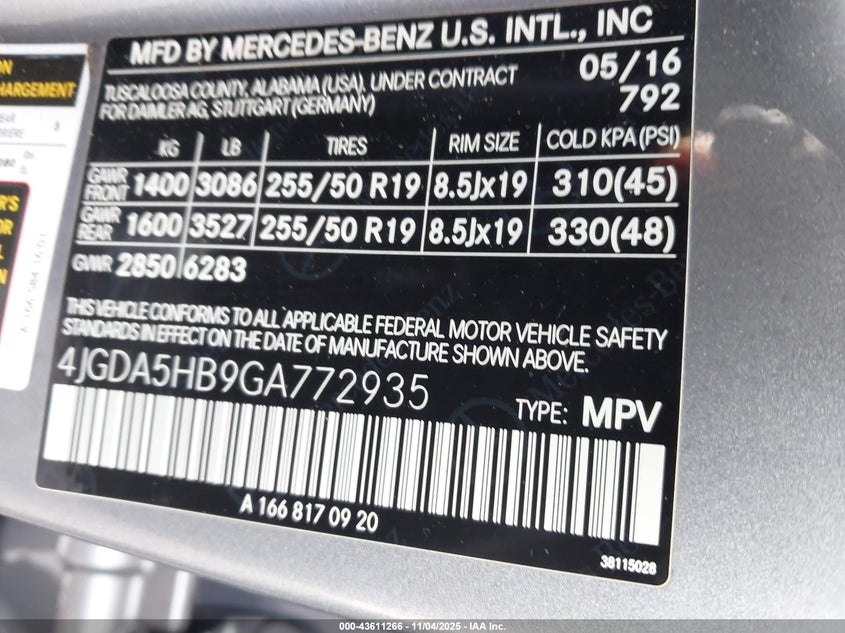 MFD BY MERCEDES-BENZ U.S. INTL., INC
TUSCALOOSA COUNTY, ALABAMA (USA). UNDER CONTRACT
FOR DAIMLER AG, STUTTGART (GERMANY)
05/16
792
KG LB TIRES RIM SIZE COLD KPA (PSI)
GAWR FRONT 1400 3086 255/50 R19 8.5Jx19 310(45)
GAWR REAR 1600 3527 255/50 R19 8.5Jx19 330(48)
GVWR 2850 6283
THIS VEHICLE CONFORMS TO ALL APPLICABLE FEDERAL MOTOR VEHICLE SAFETY
STANDARDS IN EFFECT ON THE DATE OF MANUFACTURE SHOWN ABOVE.
4JGDA5HB9GA772935
TYPE: MPV
A 166 817 09 20
38115028
A 166 584 16 01
000-43611266 - 11/04/2025 - IAA Inc.